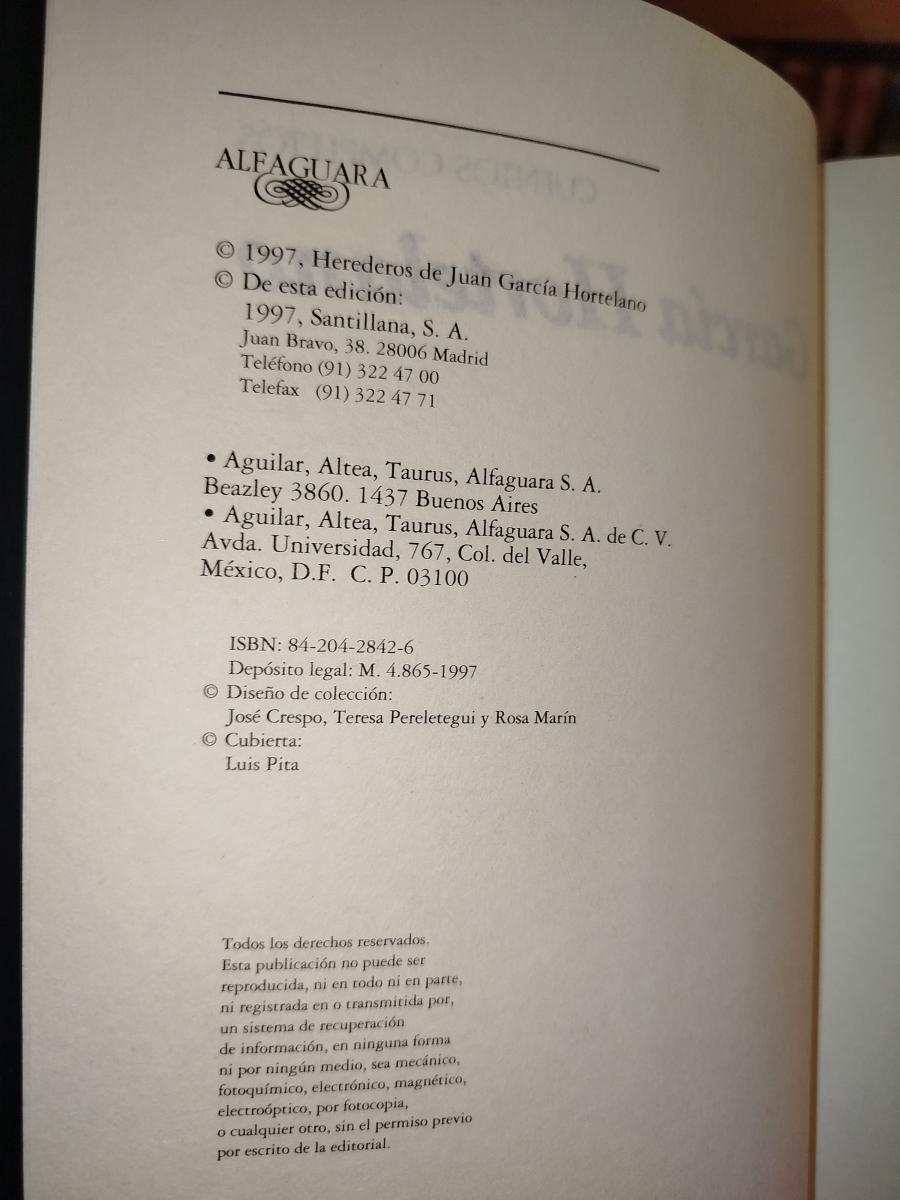 ALFAGUARA
© 1997, Herederos de Juan García Hortelano
© De esta edición:
1997, Santillana, S. A.
Juan Bravo, 38. 28006 Madrid
Teléfono (91) 322 47 00
Telefax (91) 322 47 71
• Aguilar, Altea, Taurus, Alfaguara S. A.
Beazley 3860. 1437 Buenos Aires
• Aguilar, Altea, Taurus, Alfaguara S. A. de C. V.
Avda. Universidad, 767, Col. del Valle,
México, D.F. C. P. 03100
ISBN: 84-204-2842-6
Depósito legal: M. 4.865-1997
© Diseño de colección:
José Crespo, Teresa Pereletegui y Rosa Marín
© Cubierta:
Luis Pita
Todos los derechos reservados.
Esta publicación no puede ser
reproducida, ni en todo ni en parte,
ni registrada en o transmitida por,
un sistema de recuperación
de información, en ninguna forma
ni por ningún medio, sea mecánico,
fotoquímico, electrónico, magnético,
electroóptico, por fotocopia,
o cualquier otro, sin el permiso previo
por escrito de la editorial.